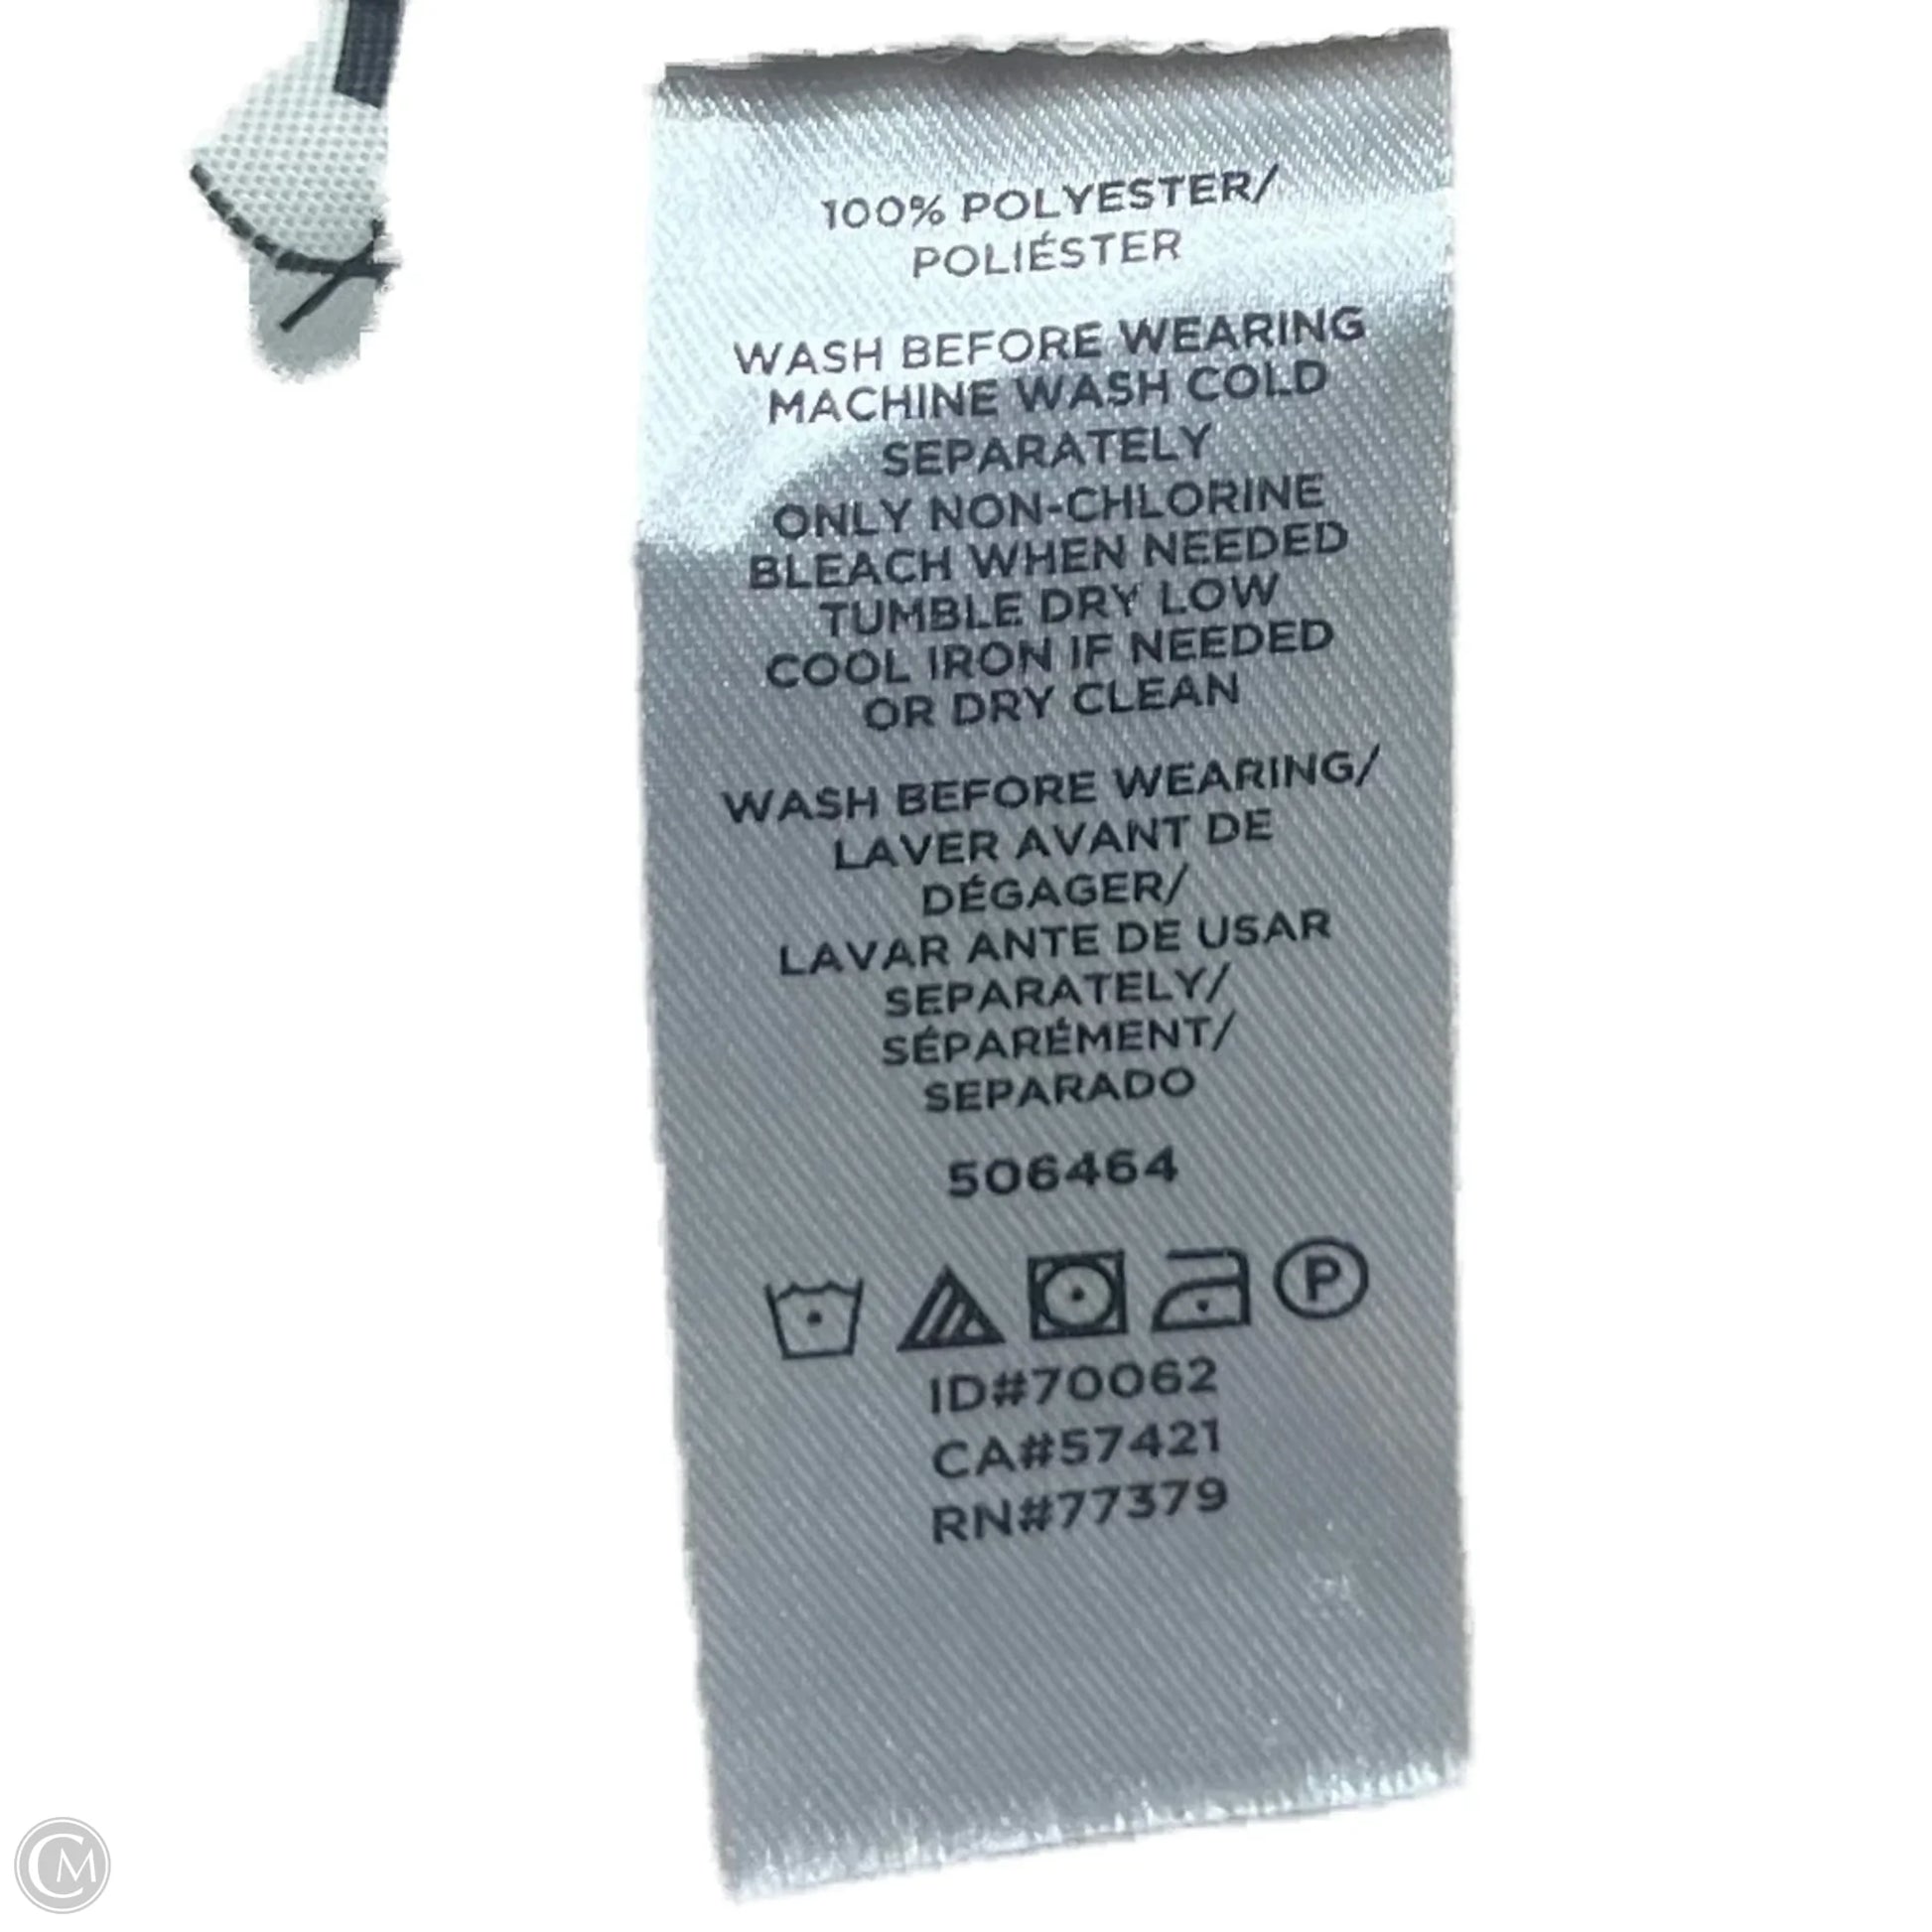 100% POLYESTER/
POLIÉSTER
WASH BEFORE WEARING
MACHINE WASH COLD
SEPARATELY
ONLY NON-CHLORINE
BLEACH WHEN NEEDED
TUMBLE DRY LOW
COOL IRON IF NEEDED
OR DRY CLEAN
WASH BEFORE WEARING/
LAVER AVANT DE
DÉGAGER/
LAVAR ANTE DE USAR
SEPARATELY/
SÉPARÉMENT/
SEPARADO
506464
P
ID#70062
CA#57421
RN#77379
CM